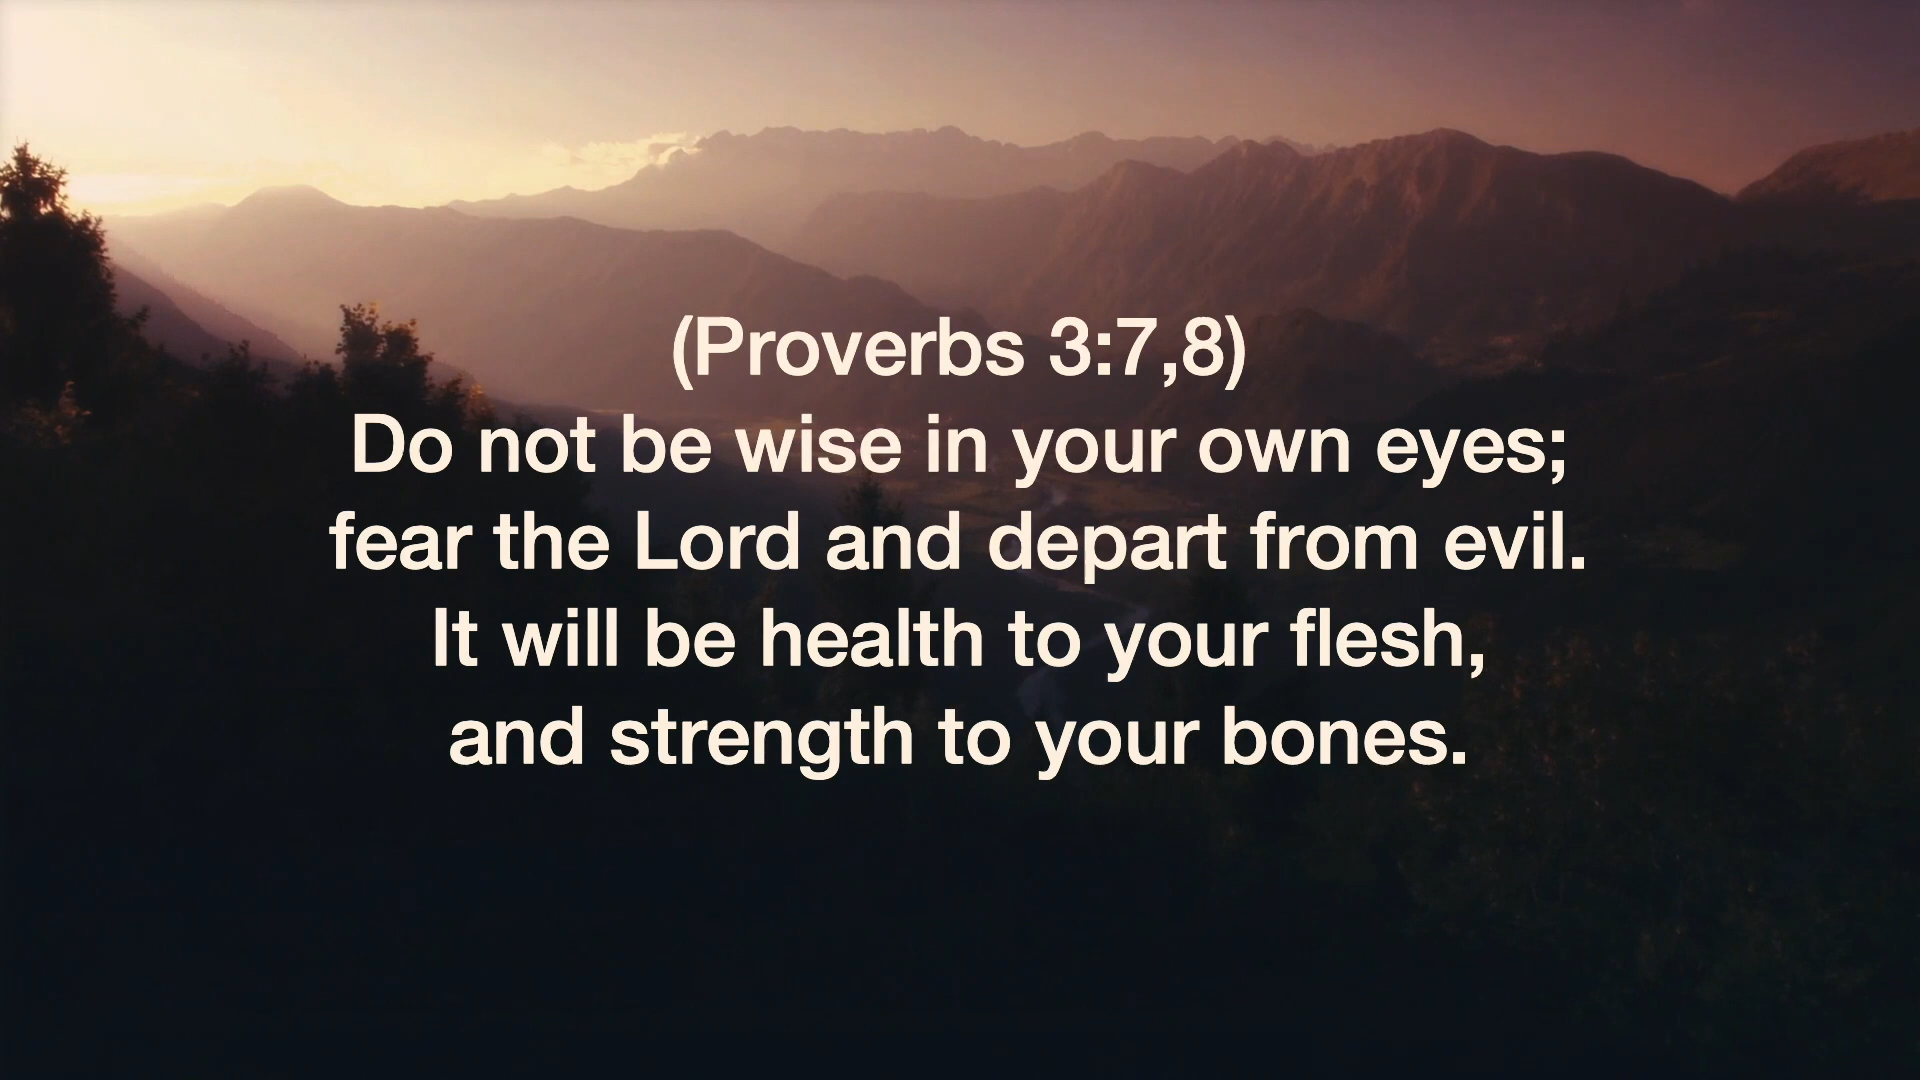 (Proverbs 3:7,8)
Do not be wise in your own eyes;
fear the Lord and depart from evil.
It will be health to your flesh,
and strength to your bones.